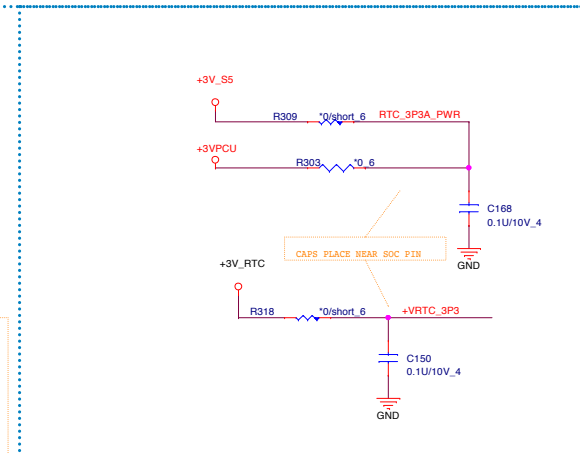 +3V_S5
R309 *0/short_6 RTC_3P3A_PWR
+3VPCU
R303 *0_6
C168
0.1U/10V_4
CAPS PLACE NEAR SOC PIN
GND
+3V_RTC
R318 *0/short_6 +VRTC_3P3
C150
0.1U/10V_4
GND